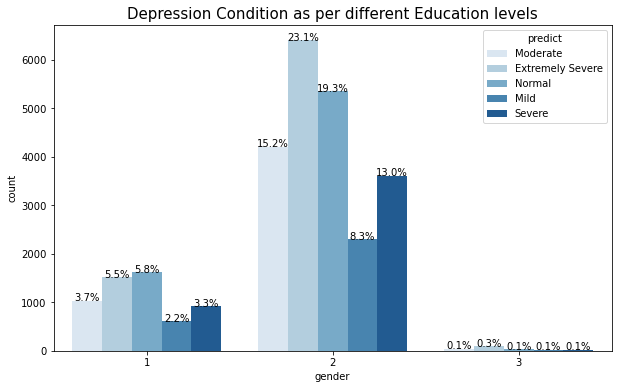 Depression Condition as per different Education levels
predict
Moderate
Extremely Severe
Normal
Mild
Severe
count
6000
5000
4000
3000
2000
1000
0
3.7%
5.5%
5.8%
2.2%
3.3%
15.2%
23.1%
19.3%
8.3%
13.0%
0.1%
0.3%
0.1%
0.1%
0.1%
1
2
3
gender